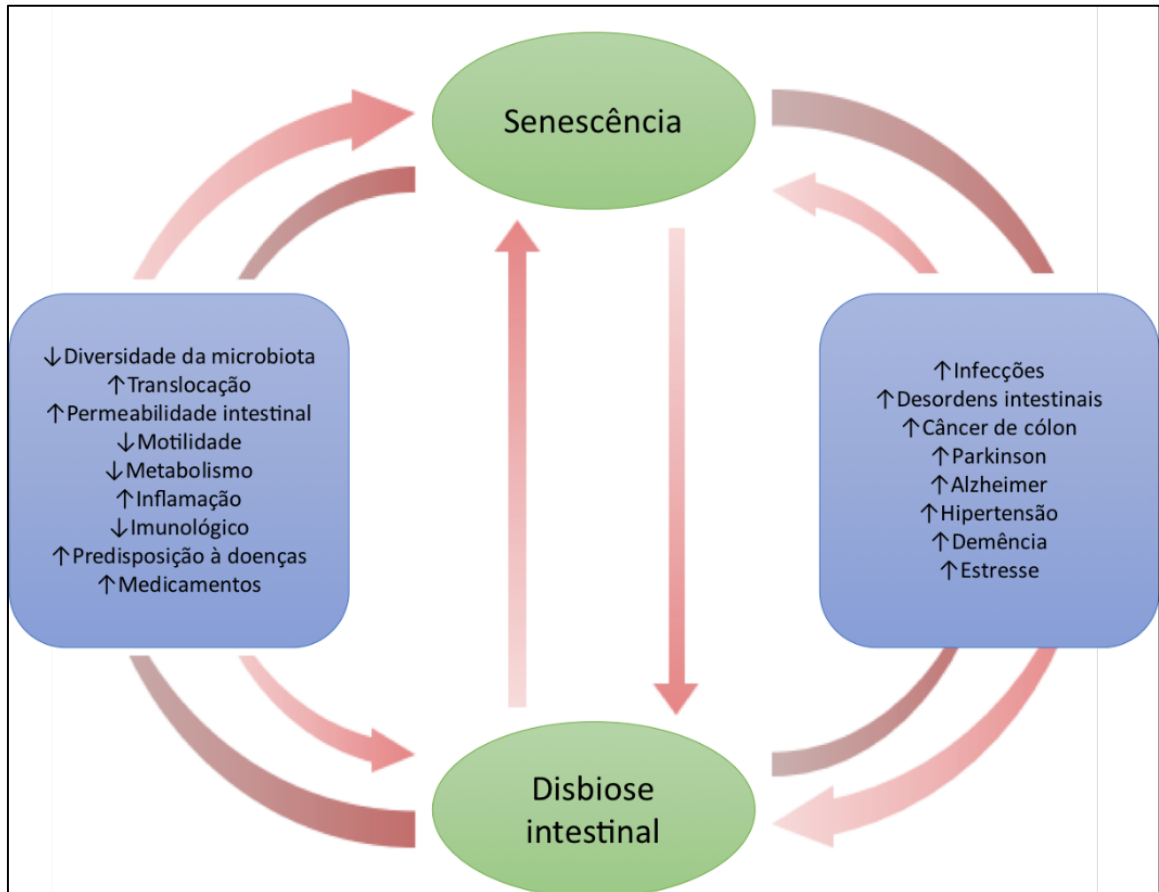 Senescência
↓Diversidade da microbiota
↑Translocação
↑Permeabilidade intestinal
↓Motilidade
↓Metabolismo
↑Inflamação
↓Imunológico
↑Predisposição à doenças
↑Medicamentos
↑Infecções
↑Desordens intestinais
↑Câncer de cólon
↑Parkinson
↑Alzheimer
↑Hipertensão
↑Demência
↑Estresse
Disbiose
intestinal